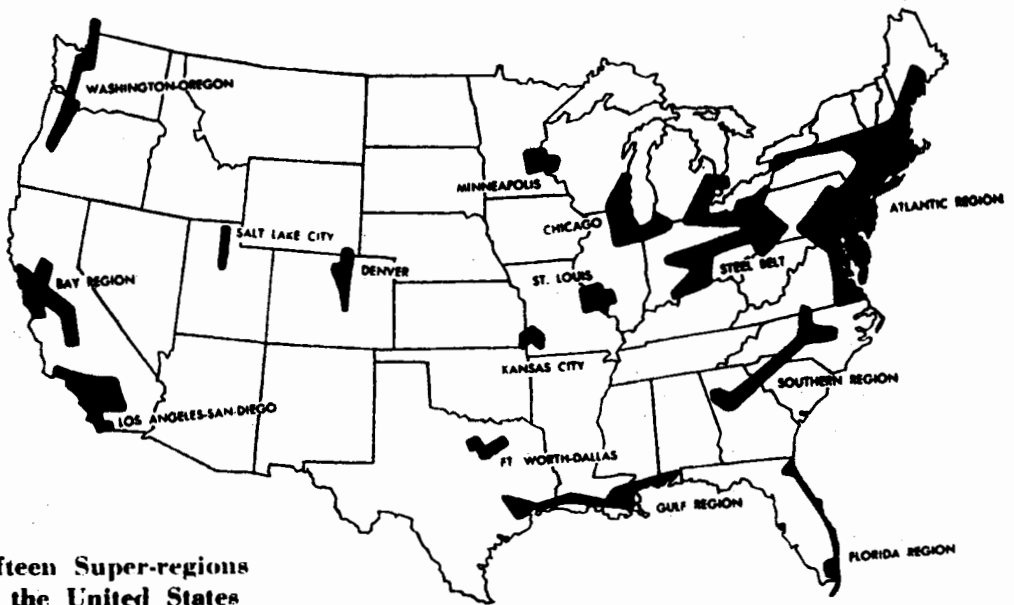 WASHINGTON-OREGON
MINNEAPOLIS
ATLANTIC REGION
CHICAGO
SALT LAKE CITY
STEEL BELT
DENVER
ST. LOUIS
BAY REGION
KANSAS CITY
SOUTHERN REGION
LOS ANGELES-SAN-DIEGO
FT WORTH-DALLAS
GULF REGION
FLORIDA REGION
fteen Super-regions
the United States